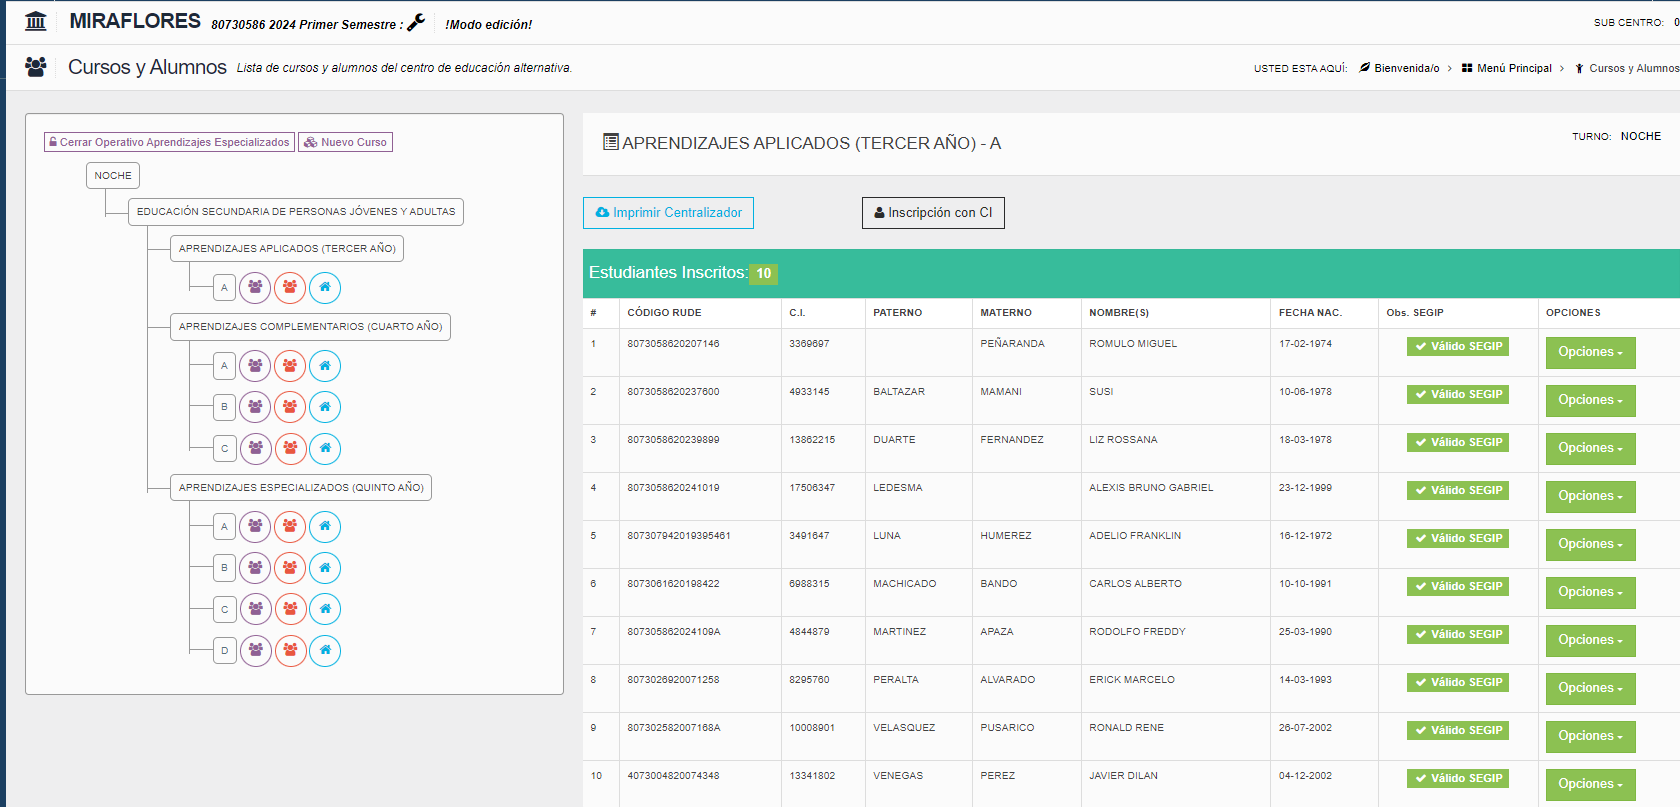 MIRAFLORES 80730586 2024 Primer Semestre : !Modo edición!
SUB CENTRO: 0
Cursos y Alumnos Lista de cursos y alumnos del centro de educación alternativa.
USTED ESTA AQUÍ: Bienvenida/o > Menú Principal > Cursos y Alumnos
Cerrar Operativo Aprendizajes Especializados Nuevo Curso
NOCHE
EDUCACIÓN SECUNDARIA DE PERSONAS JÓVENES Y ADULTAS
APRENDIZAJES APLICADOS (TERCER AÑO)
A
APRENDIZAJES COMPLEMENTARIOS (CUARTO AÑO)
A
B
C
APRENDIZAJES ESPECIALIZADOS (QUINTO AÑO)
A
B
C
D
APRENDIZAJES APLICADOS (TERCER AÑO) - A
TURNO: NOCHE
Imprimir Centralizador Inscripción con CI
Estudiantes Inscritos: 10
# CÓDIGO RUDE C.I. PATERNO MATERNO NOMBRE(S) FECHA NAC. Obs. SEGIP OPCIONES
1 8073058620207146 3369697 PEÑARANDA ROMULO MIGUEL 17-02-1974 Válido SEGIP Opciones
2 8073058620237600 4933145 BALTAZAR MAMANI SUSI 10-06-1978 Válido SEGIP Opciones
3 8073058620239899 13862215 DUARTE FERNANDEZ LIZ ROSSANA 18-03-1978 Válido SEGIP Opciones
4 8073058620241019 17506347 LEDESMA ALEXIS BRUNO GABRIEL 23-12-1999 Válido SEGIP Opciones
5 807307942019395461 3491647 LUNA HUMEREZ ADELIO FRANKLIN 16-12-1972 Válido SEGIP Opciones
6 8073061620198422 6988315 MACHICADO BANDO CARLOS ALBERTO 10-10-1991 Válido SEGIP Opciones
7 807305862024109A 4844879 MARTINEZ APAZA RODOLFO FREDDY 25-03-1990 Válido SEGIP Opciones
8 8073026920071258 8295760 PERALTA ALVARADO ERICK MARCELO 14-03-1993 Válido SEGIP Opciones
9 807302582007168A 10008901 VELASQUEZ PUSARICO RONALD RENE 26-07-2002 Válido SEGIP Opciones
10 4073004820074348 13341802 VENEGAS PEREZ JAVIER DILAN 04-12-2002 Válido SEGIP Opciones